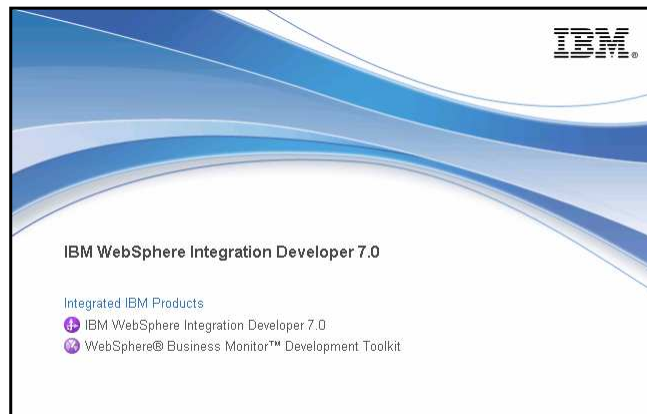 IBM®
IBM WebSphere Integration Developer 7.0
Integrated IBM Products
IBM WebSphere Integration Developer 7.0
WebSphere® Business Monitor™ Development Toolkit